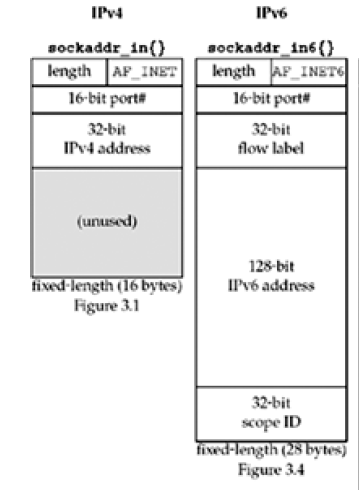 IPv4
sockaddr_in{}
length AF_INET
16-bit port#
32-bit
IPv4 address
(unused)
fixed-length (16 bytes)
Figure 3.1
IPv6
sockaddr_in6{}
length AF_INET6
16-bit port#
32-bit
flow label
128-bit
IPv6 address
32-bit
scope ID
fixed-length (28 bytes)
Figure 3.4